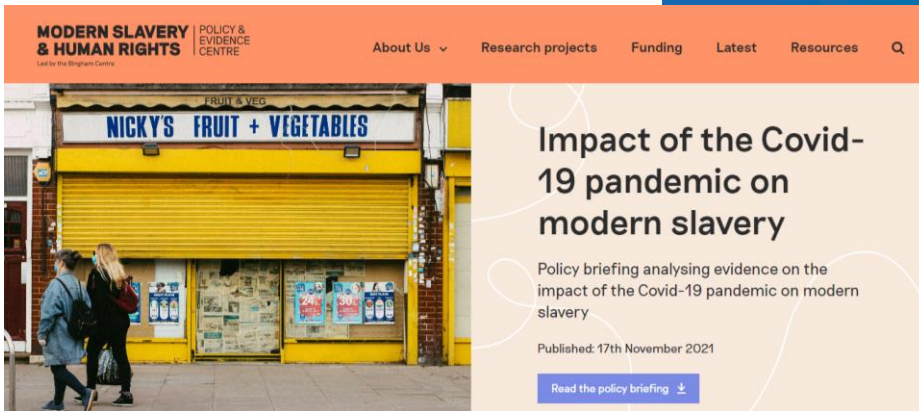 MODERN SLAVERY
& HUMAN RIGHTS
POLICY &
EVIDENCE
CENTRE
Led by the Bingham Centre
About Us
Research projects
Funding
Latest
Resources
FRUIT & VEG
NICKY'S FRUIT + VEGETABLES
24
30
Impact of the Covid-
19 pandemic on
modern slavery
Policy briefing analysing evidence on the
impact of the Covid-19 pandemic on modern
slavery
Published: 17th November 2021
Read the policy briefing